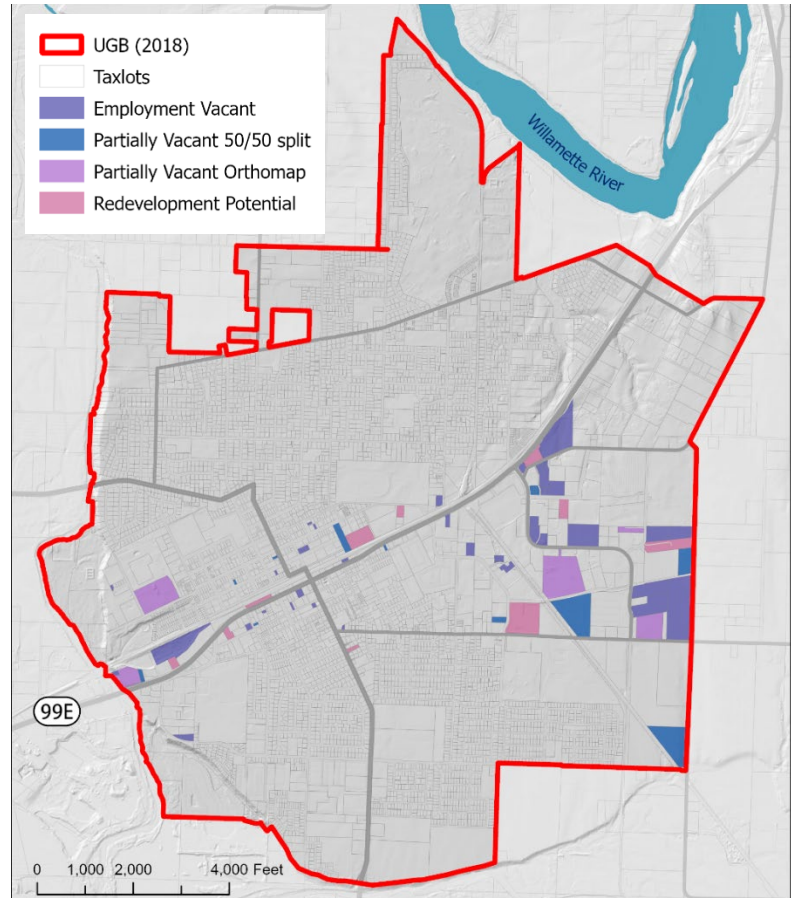 UGB (2018)
Taxlots
Employment Vacant
Partially Vacant 50/50 split
Partially Vacant Orthomap
Redevelopment Potential
Willamette River
99E
0 1,000 2,000 4,000 Feet